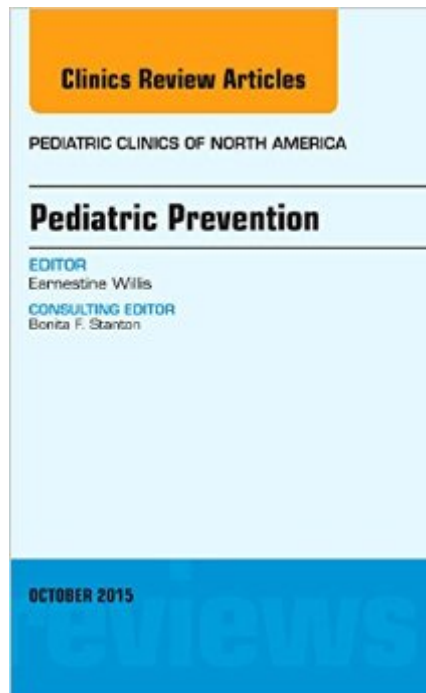 Clinics Review Articles
PEDIATRIC CLINICS OF NORTH AMERICA
Pediatric Prevention
EDITOR
Earnestine Willis
CONSULTING EDITOR
Bonita F. Stanton
OCTOBER 2015
reviews